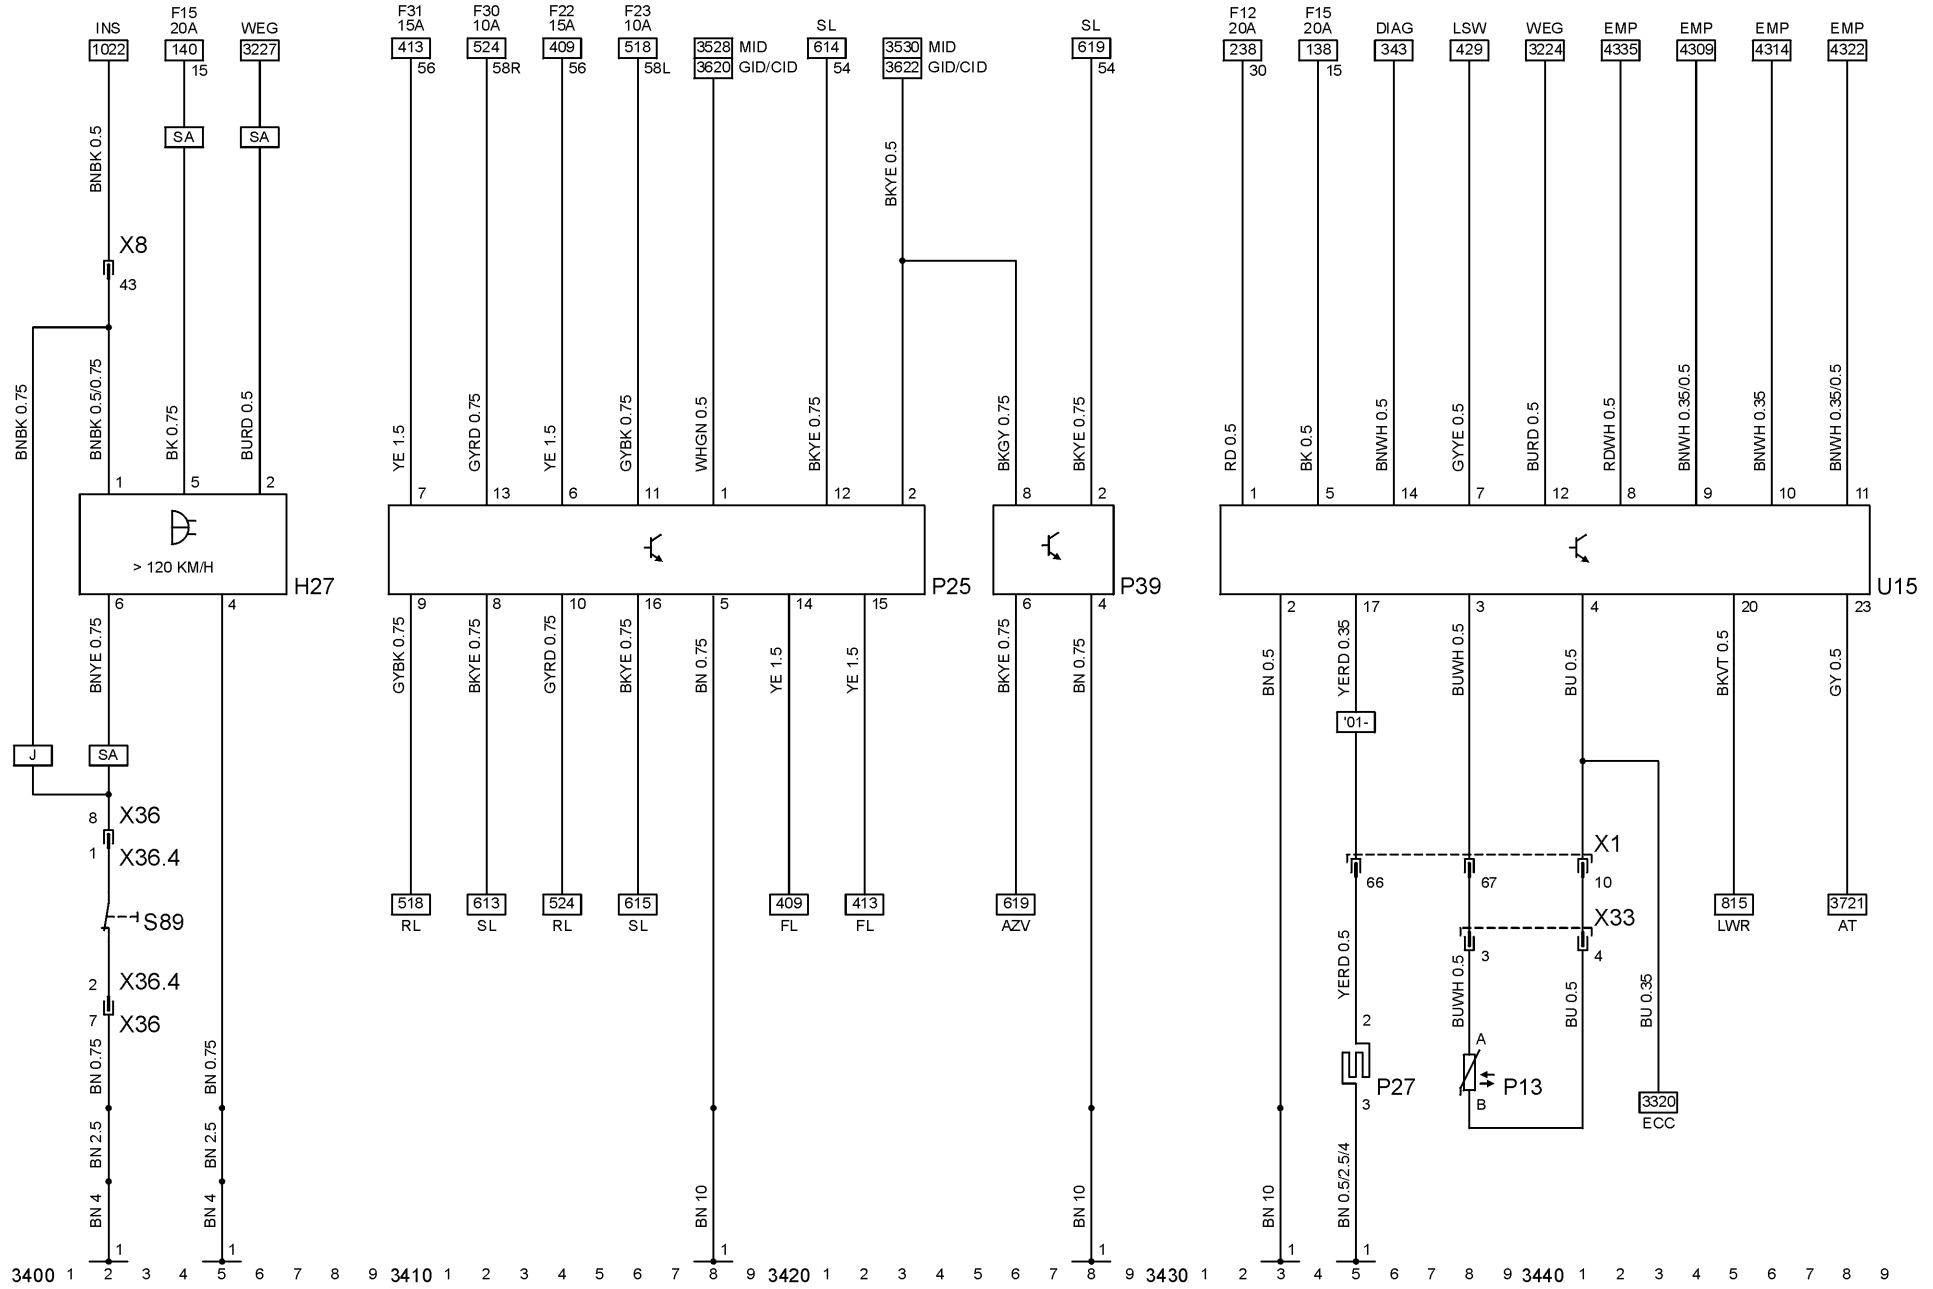 INS
1022
F15
20A
140
15
WEG
3227
F31
15A
413
56
F30
10A
524
58R
F22
15A
409
56
F23
10A
518
58L
3528 MID
3620 GID/CID
SL
614
54
3530 MID
3622 GID/CID
SL
619
54
F12
20A
238
30
F15
20A
138
15
DIAG
343
LSW
429
WEG
3224
EMP
4335
EMP
4309
EMP
4314
EMP
4322
SA
SA
BNBK 0.5
BKYE 0.5
X8
43
BNBK 0.75
BNBK 0.5/0.75
BK 0.75
BURD 0.5
YE 1.5
GYRD 0.75
YE 1.5
GYBK 0.75
WHGN 0.5
BKYE 0.75
BKGY 0.75
BKYE 0.75
RD 0.5
BK 0.5
BNWH 0.5
GYYE 0.5
BURD 0.5
RDWH 0.5
BNWH 0.35/0.5
BNWH 0.35
BNWH 0.35/0.5
1 5 2
7 13 6 11 1 12 2
8 2
1 5 14 7 12 8 9 10 11
> 120 KM/H
H27
P25
P39
U15
6 4
9 8 10 16 5 14 15
6 4
2 17 3 4 20 23
BNYE 0.75
GYBK 0.75
BKYE 0.75
GYRD 0.75
BKYE 0.75
BN 0.75
YE 1.5
YE 1.5
BKYE 0.75
BN 0.75
BN 0.5
YERD 0.35
BUWH 0.5
BU 0.5
BKVT 0.5
GY 0.5
'01-
J
SA
8
X36
1
X36.4
X1
66
67
10
518
RL
613
SL
524
RL
615
SL
409
FL
413
FL
619
AZV
815
LWR
3721
AT
S89
X33
3
4
2
X36.4
7
X36
YERD 0.5
BUWH 0.5
BU 0.5
BU 0.35
2
P27
3
A
P13
B
3320
ECC
BN 0.75
BN 0.75
BN 2.5
BN 2.5
BN 4
BN 4
BN 10
BN 10
BN 10
BN 0.5/2.5/4
1 1 1 1 1 1
3400 1 2 3 4 5 6 7 8 9 3410 1 2 3 4 5 6 7 8 9 3420 1 2 3 4 5 6 7 8 9 3430 1 2 3 4 5 6 7 8 9 3440 1 2 3 4 5 6 7 8 9